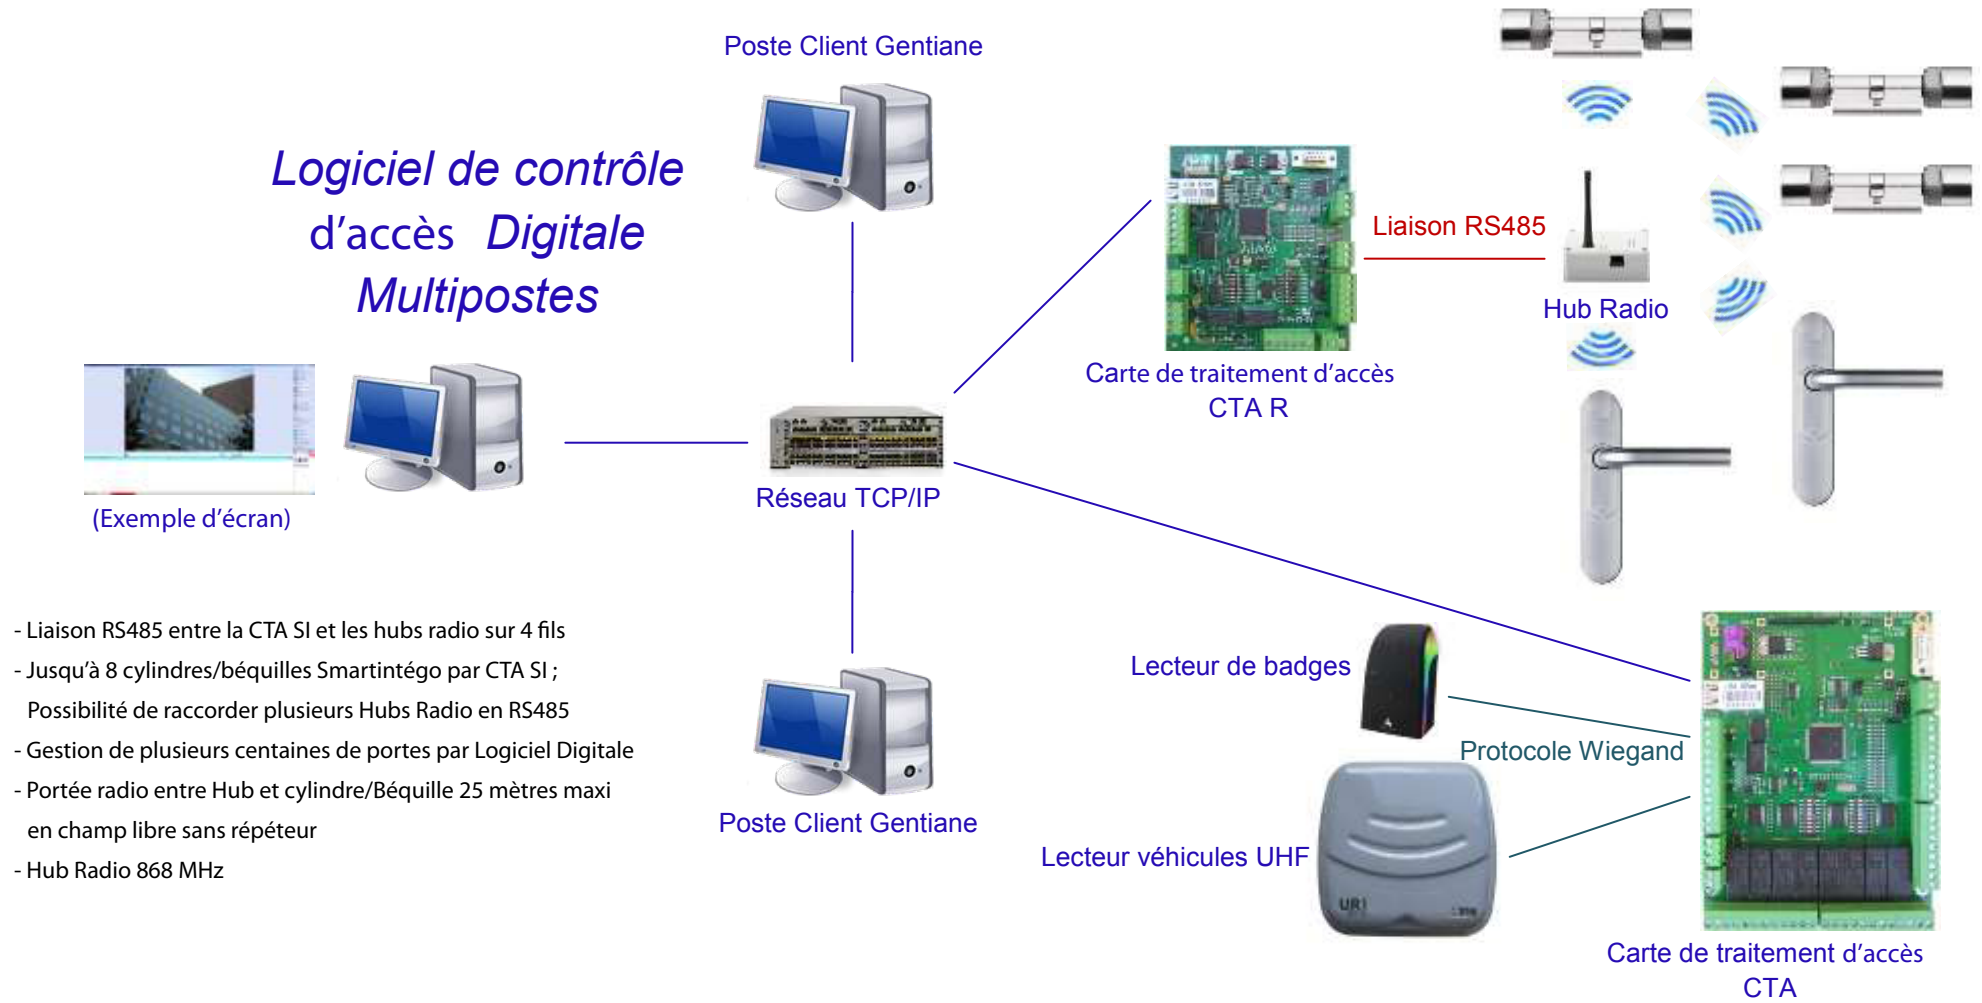 Poste Client Gentiane
Logiciel de contrôle
d'accès Digitale
Multipostes
Liaison RS485
Hub Radio
Carte de traitement d'accès
CTA R
Réseau TCP/IP
(Exemple d'écran)
- Liaison RS485 entre la CTA SI et les hubs radio sur 4 fils
- Jusqu'à 8 cylindres/béquilles Smartintégo par CTA SI ;
Possibilité de raccorder plusieurs Hubs Radio en RS485
- Gestion de plusieurs centaines de portes par Logiciel Digitale
- Portée radio entre Hub et cylindre/Béquille 25 mètres maxi
en champ libre sans répéteur
- Hub Radio 868 MHz
Poste Client Gentiane
Lecteur de badges
Protocole Wiegand
Lecteur véhicules UHF
UR1
Carte de traitement d'accès
CTA